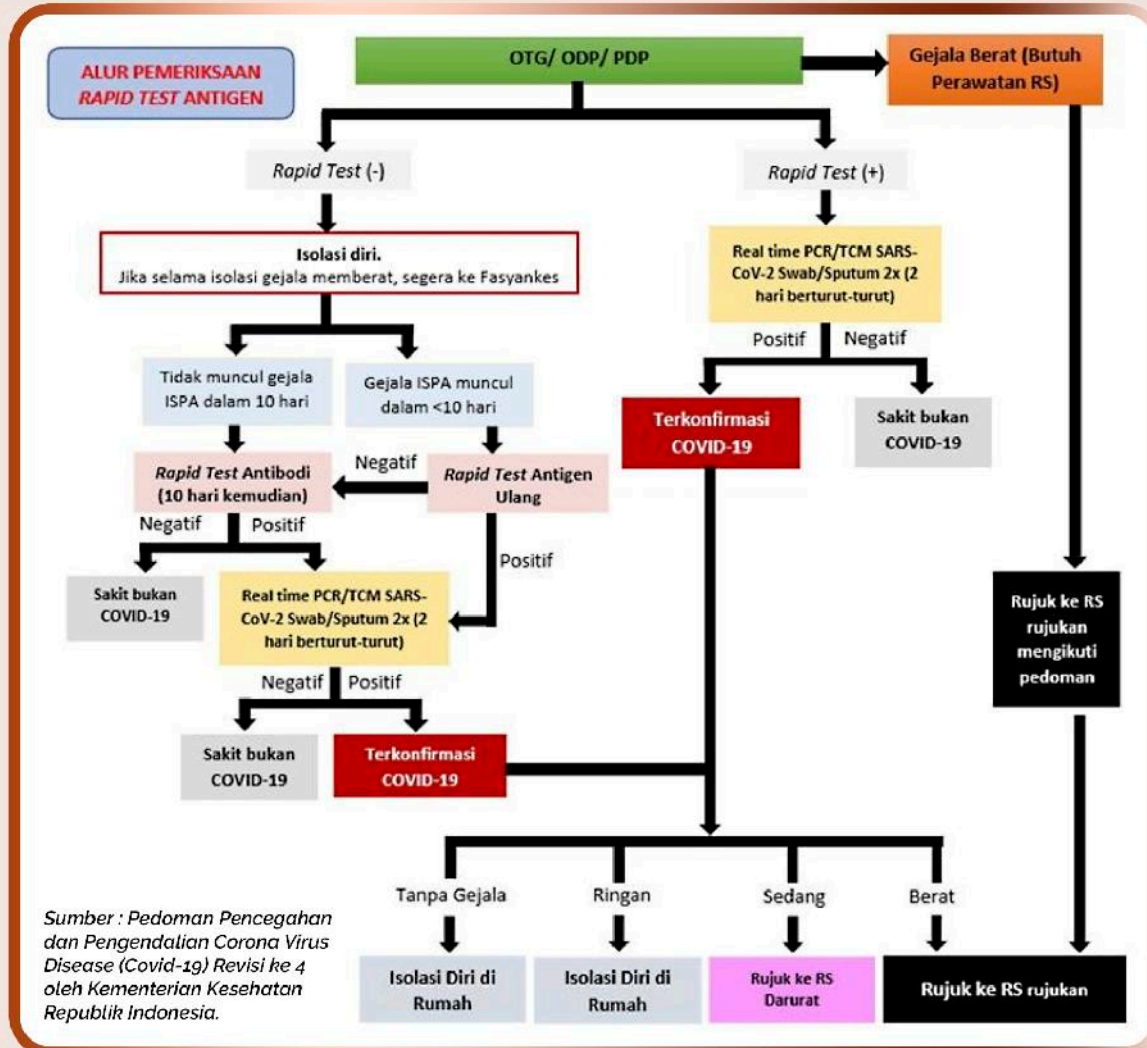 ALUR PEMERIKSAAN
RAPID TEST ANTIGEN
OTG/ ODP/ PDP
Gejala Berat (Butuh
Perawatan RS)
Rapid Test (-)
Rapid Test (+)
Isolasi diri.
Jika selama isolasi gejala memberat, segera ke Fasyankes
Real time PCR/TCM SARS-
CoV-2 Swab/Sputum 2x (2
hari berturut-turut)
Positif
Negatif
Tidak muncul gejala
ISPA dalam 10 hari
Gejala ISPA muncul
dalam <10 hari
Terkonfirmasi
COVID-19
Sakit bukan
COVID-19
Rapid Test Antibodi
(10 hari kemudian)
Negatif
Rapid Test Antigen
Ulang
Negatif
Positif
Positif
Sakit bukan
COVID-19
Real time PCR/TCM SARS-
CoV-2 Swab/Sputum 2x (2
hari berturut-turut)
Rujuk ke RS
rujukan
mengikuti
pedoman
Negatif
Positif
Sakit bukan
COVID-19
Terkonfirmasi
COVID-19
Tanpa Gejala
Ringan
Sedang
Berat
Isolasi Diri di
Rumah
Isolasi Diri di
Rumah
Rujuk ke RS
Darurat
Rujuk ke RS rujukan
Sumber : Pedoman Pencegahan
dan Pengendalian Corona Virus
Disease (Covid-19) Revisi ke 4
oleh Kementerian Kesehatan
Republik Indonesia.